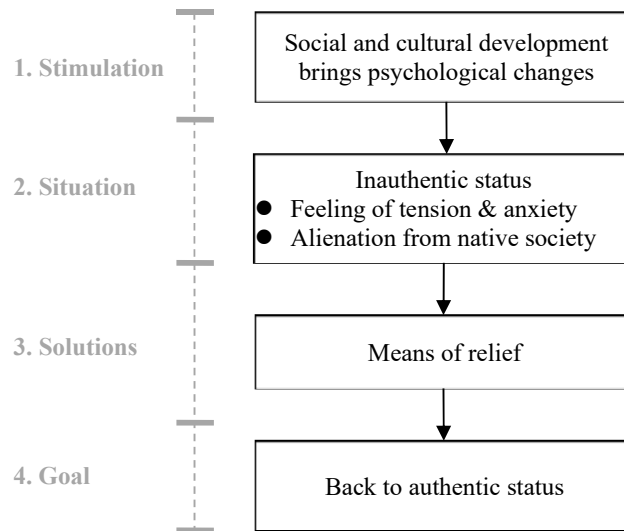 1. Stimulation
Social and cultural development
brings psychological changes
2. Situation
Inauthentic status
● Feeling of tension & anxiety
● Alienation from native society
3. Solutions
Means of relief
4. Goal
Back to authentic status